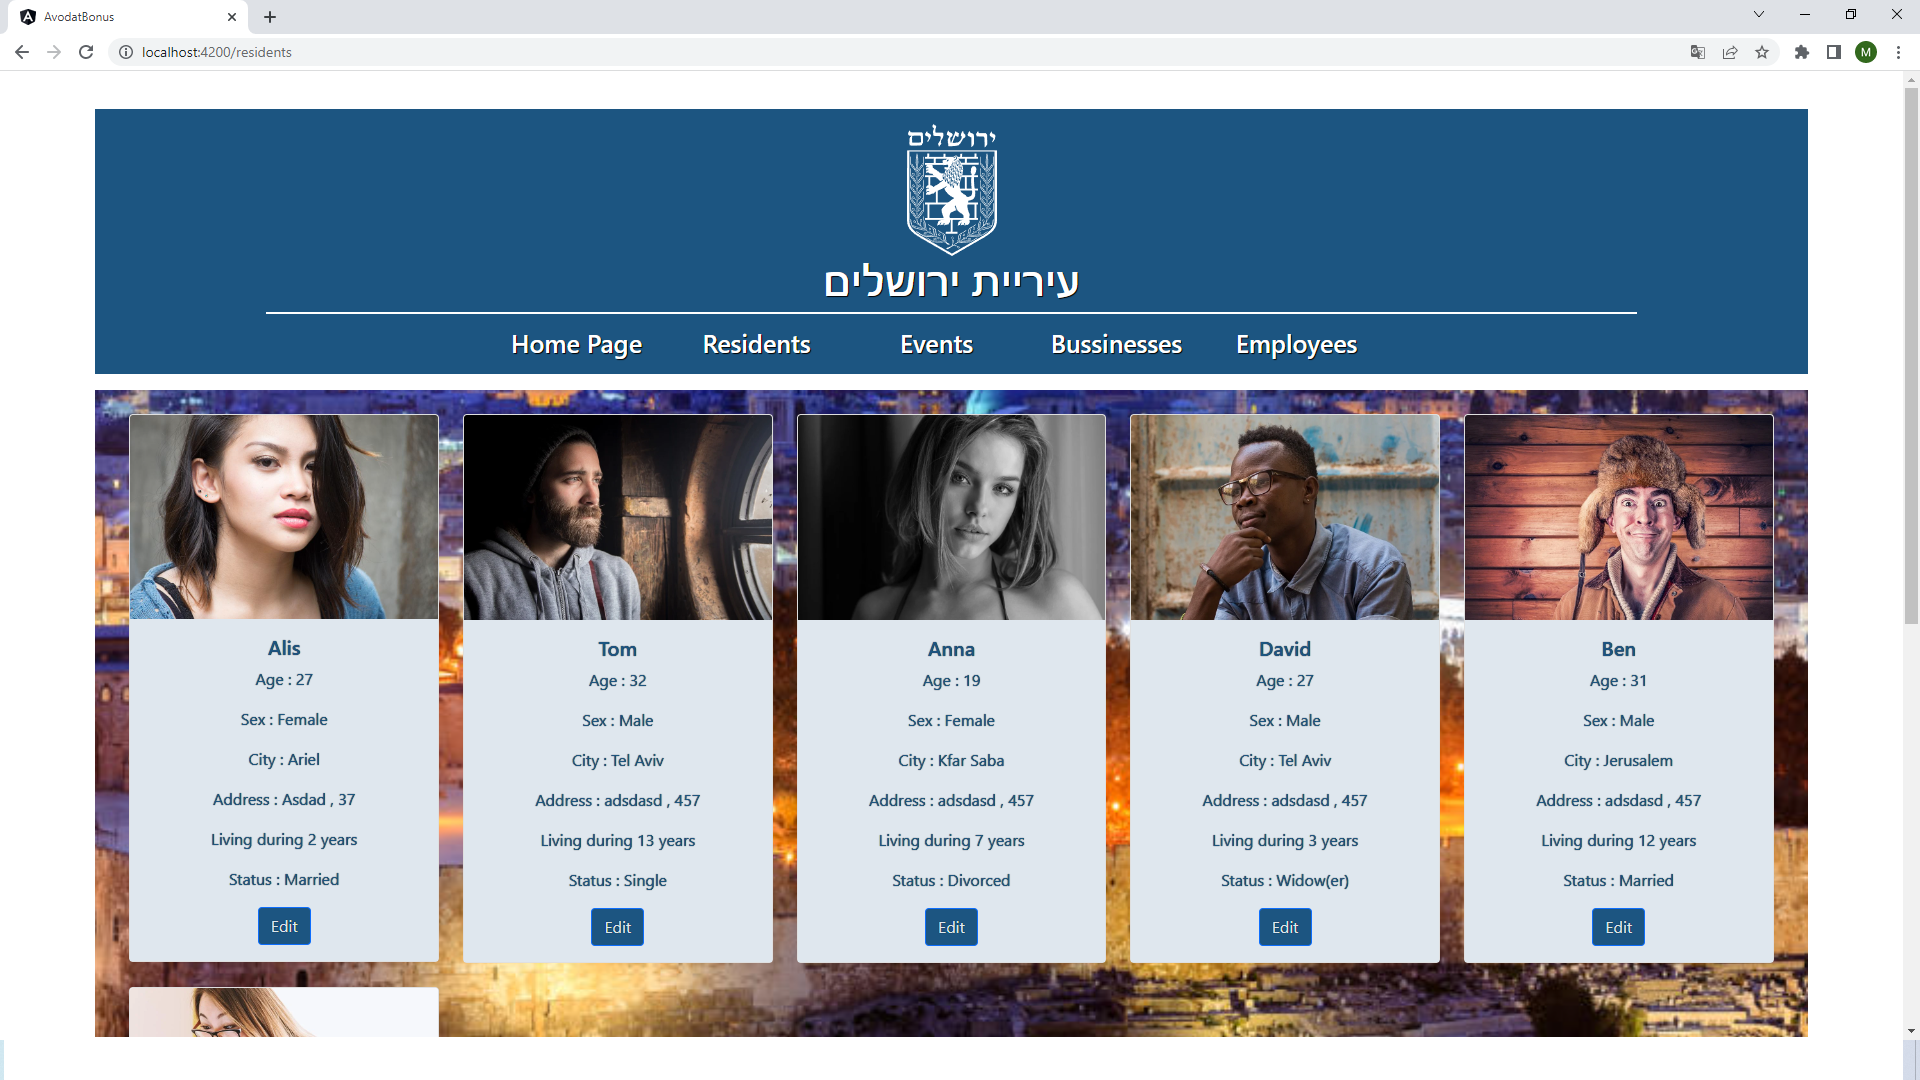 AvodatBonus
localhost:4200/residents
M
ירושלים
עיריית ירושלים
Home Page Residents Events Bussinesses Employees
Alis
Age : 27
Sex : Female
City : Ariel
Address : Asdad , 37
Living during 2 years
Status : Married
Edit
Tom
Age : 32
Sex : Male
City : Tel Aviv
Address : adsdasd , 457
Living during 13 years
Status : Single
Edit
Anna
Age : 19
Sex : Female
City : Kfar Saba
Address : adsdasd , 457
Living during 7 years
Status : Divorced
Edit
David
Age : 27
Sex : Male
City : Tel Aviv
Address : adsdasd , 457
Living during 3 years
Status : Widow(er)
Edit
Ben
Age : 31
Sex : Male
City : Jerusalem
Address : adsdasd , 457
Living during 12 years
Status : Married
Edit